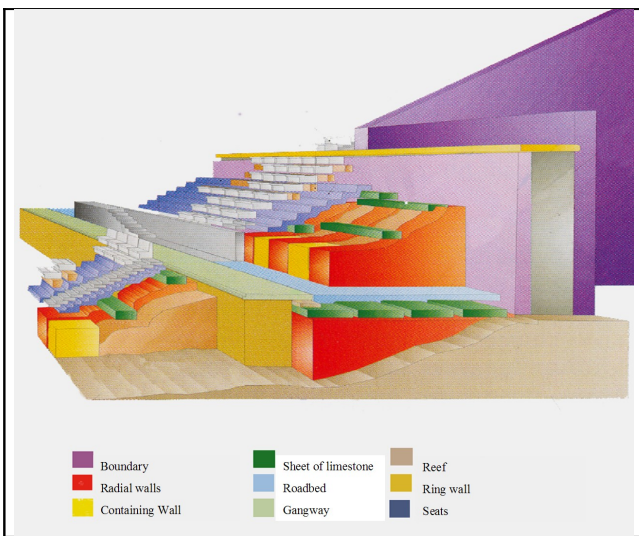 Boundary
Radial walls
Containing Wall
Sheet of limestone
Roadbed
Gangway
Reef
Ring wall
Seats